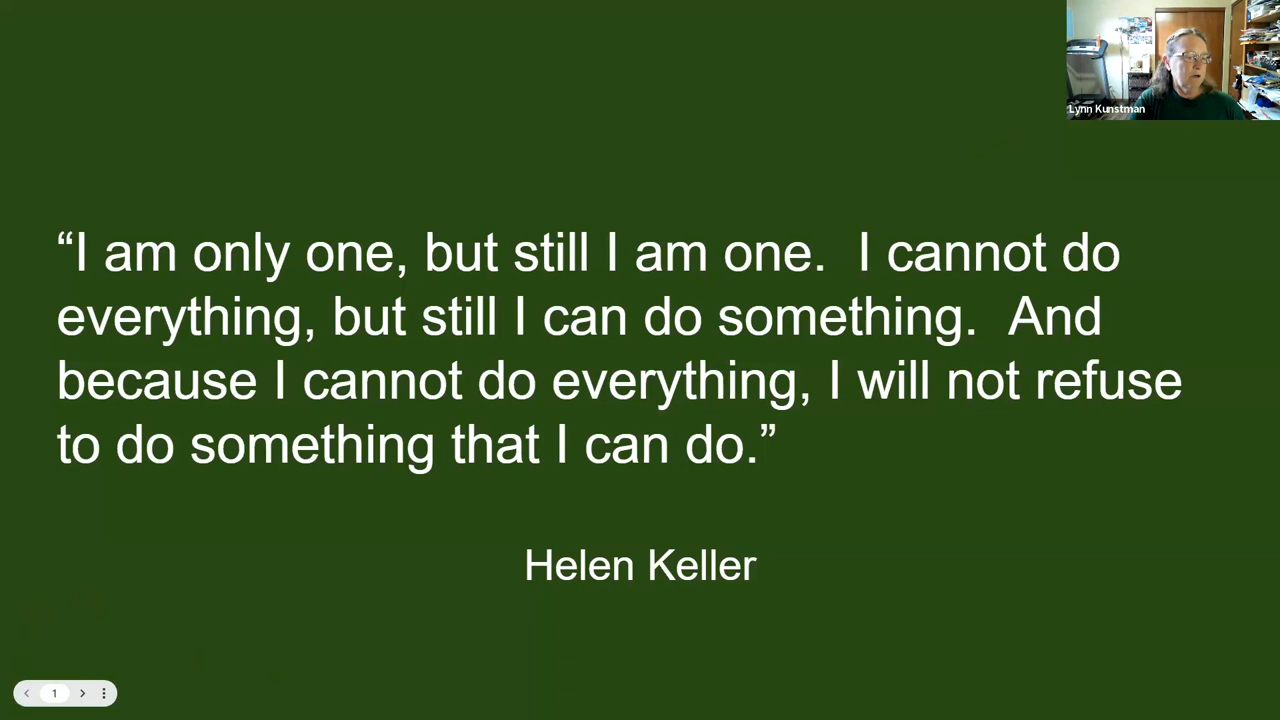 Lynn Kunstman
“I am only one, but still I am one.  I cannot do
everything, but still I can do something.  And
because I cannot do everything, I will not refuse
to do something that I can do.”
Helen Keller
1